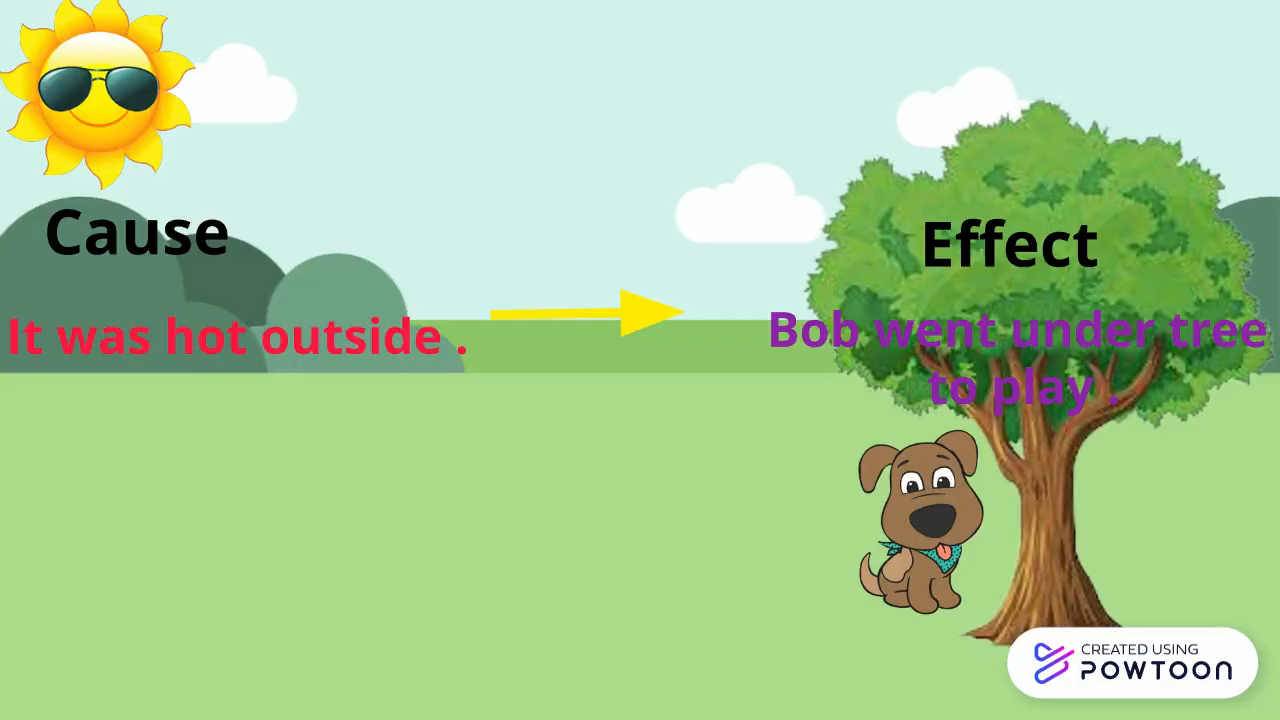 Cause
It was hot outside .
Effect
Bob went under tree
to play .
CREATED USING
POWTOON